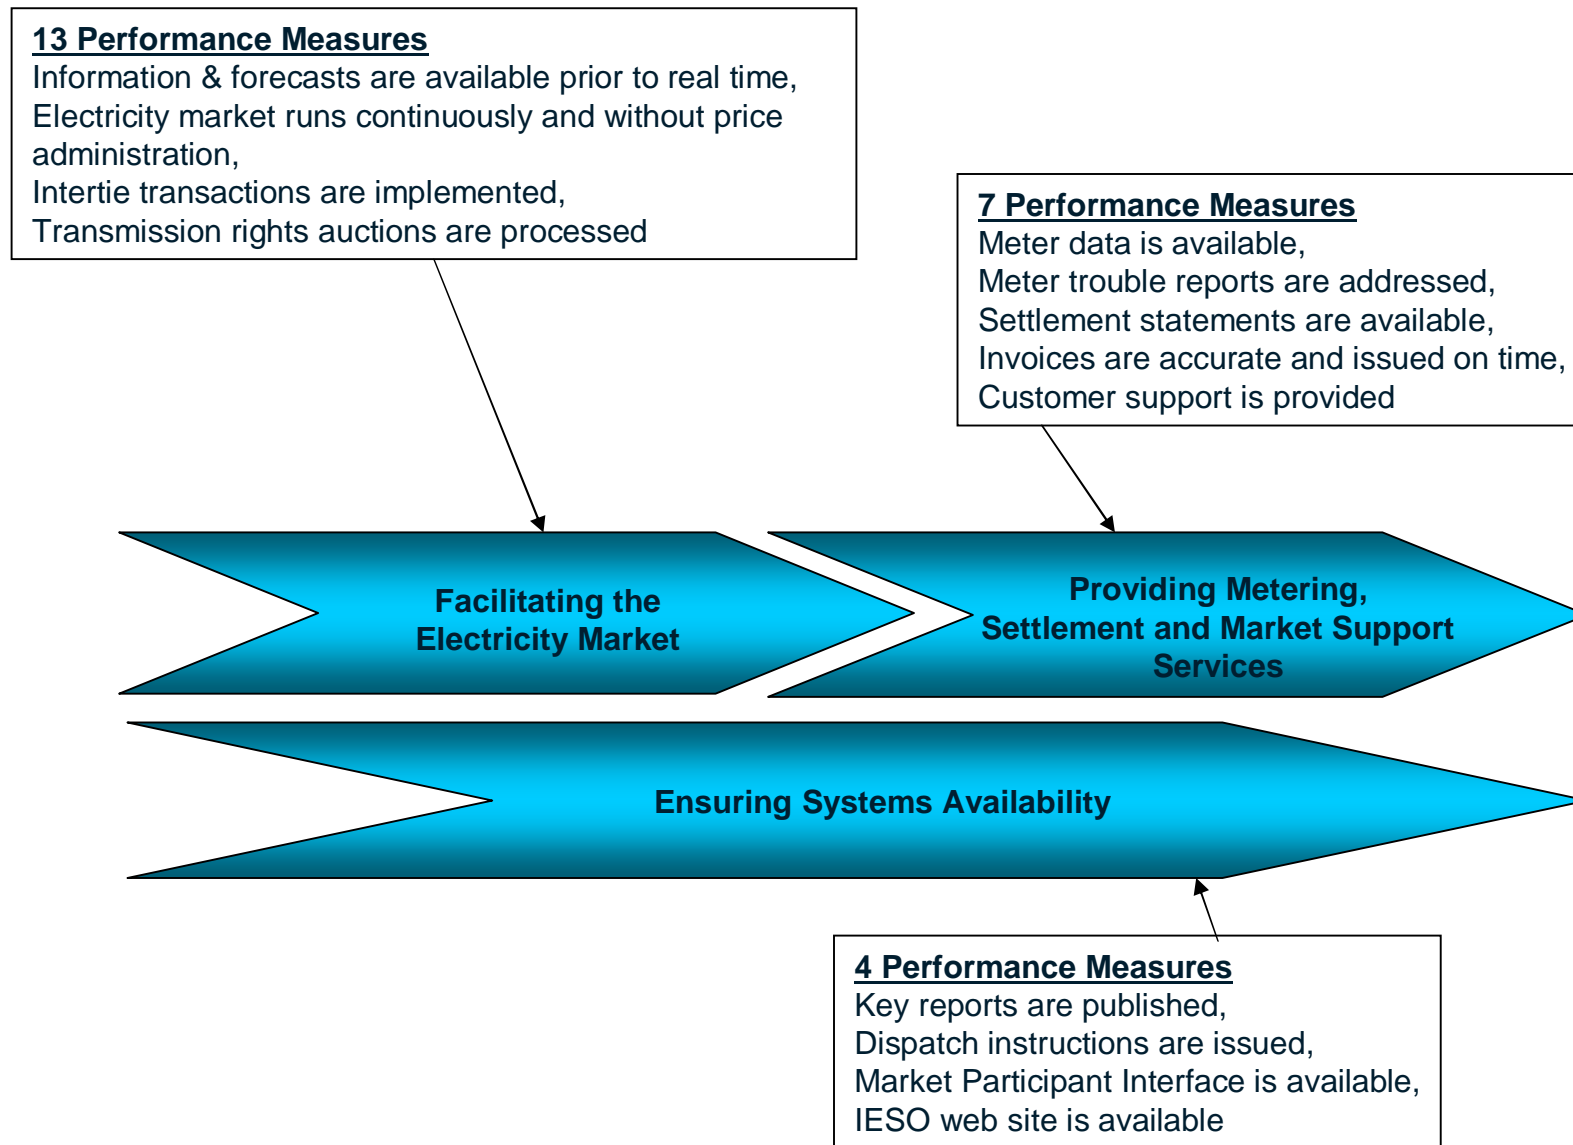 13 Performance Measures
Information & forecasts are available prior to real time,
Electricity market runs continuously and without price
administration,
Intertie transactions are implemented,
Transmission rights auctions are processed
7 Performance Measures
Meter data is available,
Meter trouble reports are addressed,
Settlement statements are available,
Invoices are accurate and issued on time,
Customer support is provided
Facilitating the
Electricity Market
Providing Metering,
Settlement and Market Support
Services
Ensuring Systems Availability
4 Performance Measures
Key reports are published,
Dispatch instructions are issued,
Market Participant Interface is available,
IESO web site is available